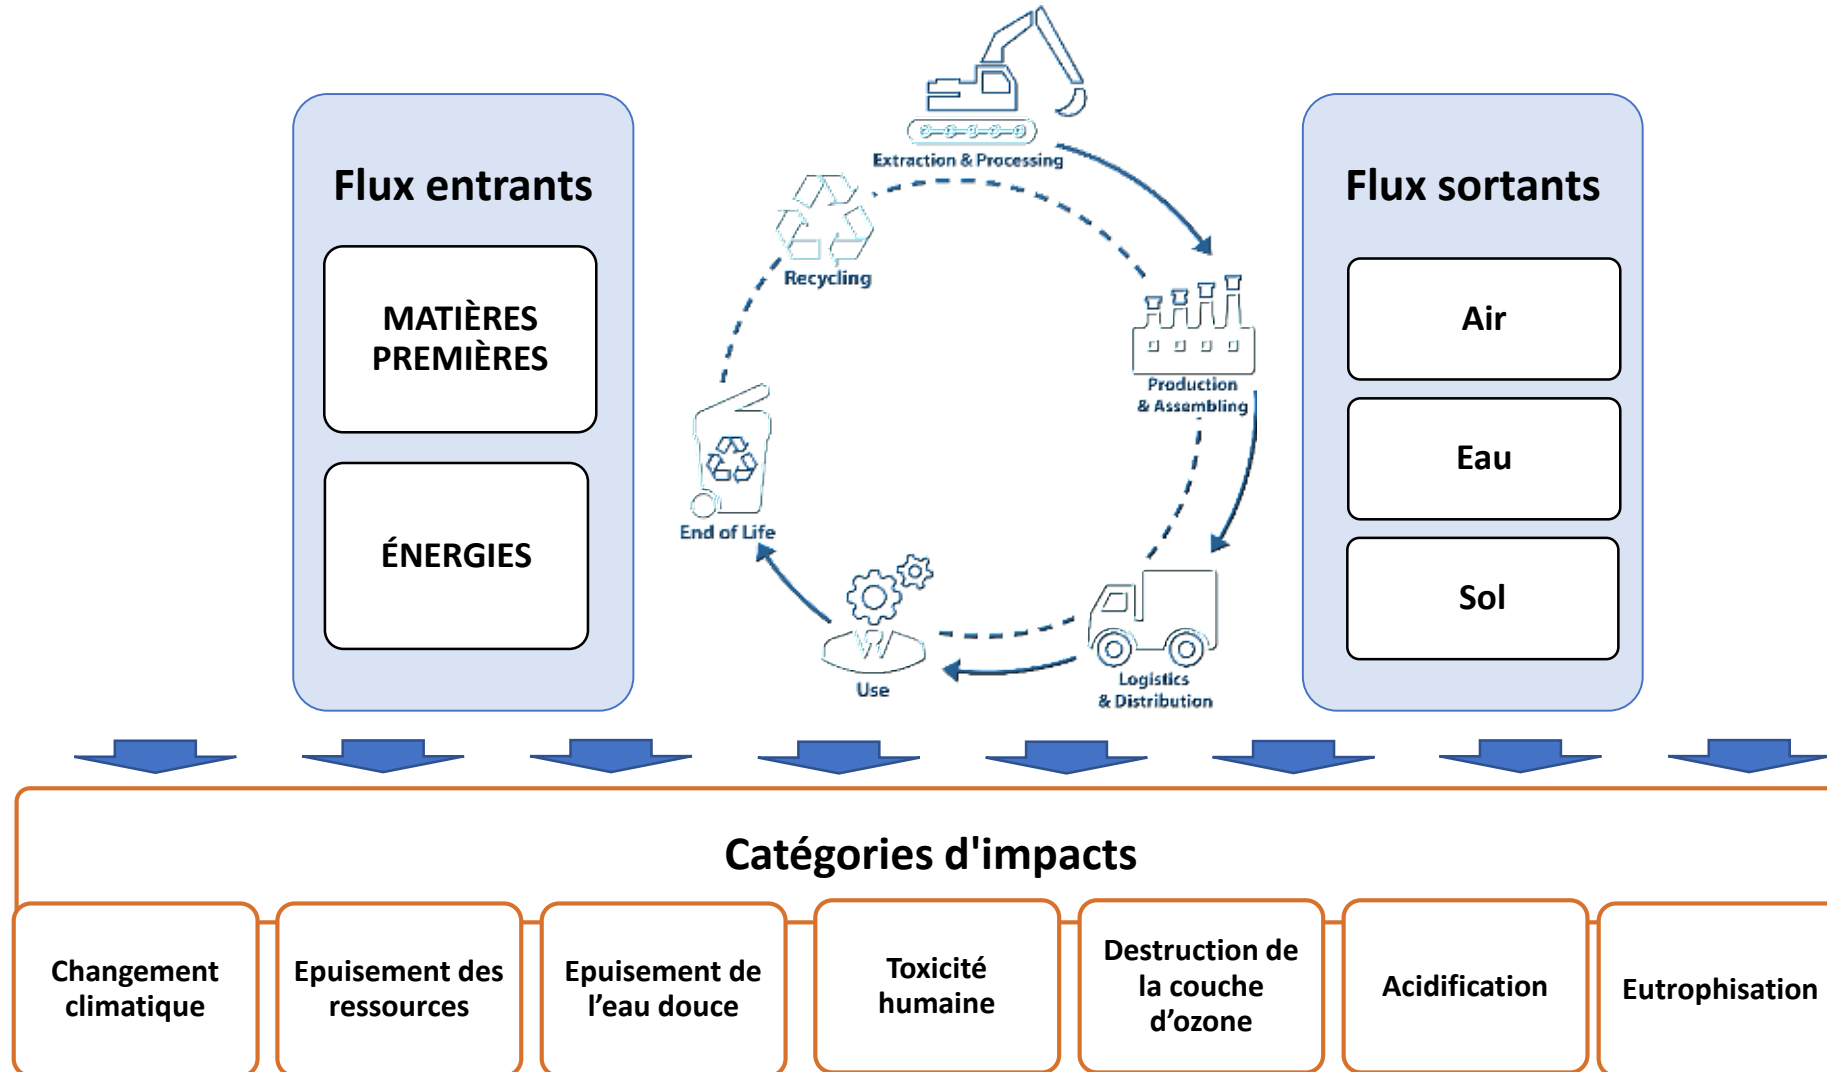 Flux entrants
MATIÈRES
PREMIÈRES
ÉNERGIES
Extraction & Processing
Recycling
Production
& Assembling
End of Life
Use
Logistics
& Distribution
Flux sortants
Air
Eau
Sol
Catégories d'impacts
Changement
climatique
Epuisement des
ressources
Epuisement de
l’eau douce
Toxicité
humaine
Destruction de
la couche
d’ozone
Acidification
Eutrophisation